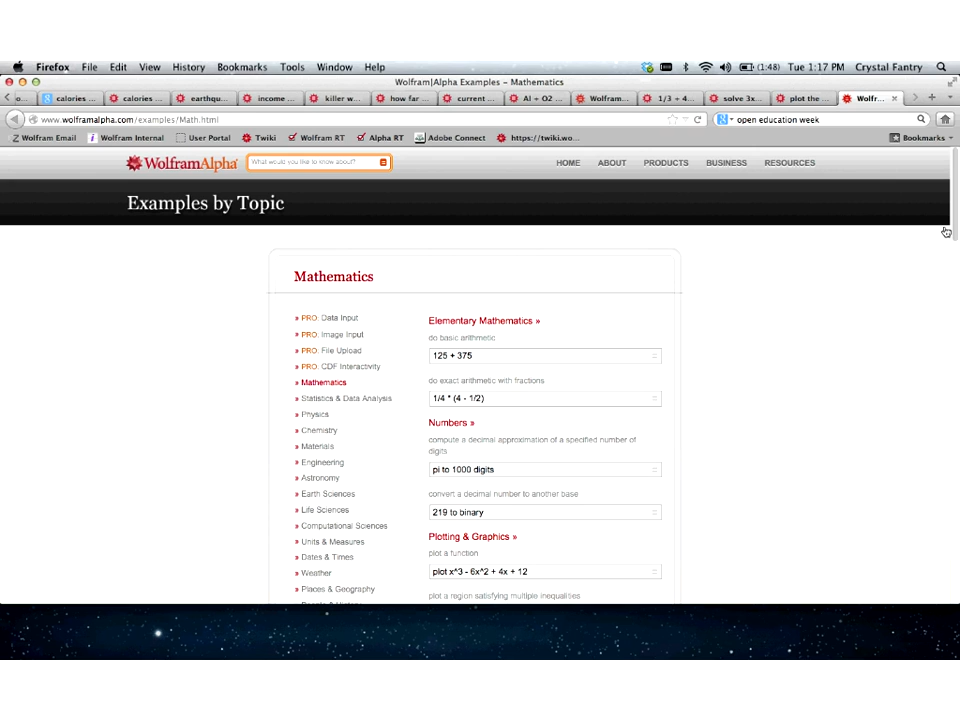 Firefox File Edit View History Bookmarks Tools Window Help (1:48) Tue 1:17 PM Crystal Fantry
Wolfram|Alpha Examples – Mathematics
o... calories ... calories ... earthqu... income ... killer w... how far ... current ... Al + O2 ... Wolfram... 1/3 + 4... solve 3x... plot the ... Wolfr...
www.wolframalpha.com/examples/Math.html open education week
Wolfram Email Wolfram Internal User Portal Twiki Wolfram RT Alpha RT Adobe Connect https://twiki.wo... Bookmarks
WolframAlpha What would you like to know about? HOME ABOUT PRODUCTS BUSINESS RESOURCES
Examples by Topic
Mathematics
» PRO: Data Input
» PRO: Image Input
» PRO: File Upload
» PRO: CDF Interactivity
» Mathematics
» Statistics & Data Analysis
» Physics
» Chemistry
» Materials
» Engineering
» Astronomy
» Earth Sciences
» Life Sciences
» Computational Sciences
» Units & Measures
» Dates & Times
» Weather
» Places & Geography
Elementary Mathematics »
do basic arithmetic
125 + 375
do exact arithmetic with fractions
1/4 * (4 - 1/2)
Numbers »
compute a decimal approximation of a specified number of
digits
pi to 1000 digits
convert a decimal number to another base
219 to binary
Plotting & Graphics »
plot a function
plot x^3 - 6x^2 + 4x + 12
plot a region satisfying multiple inequalities